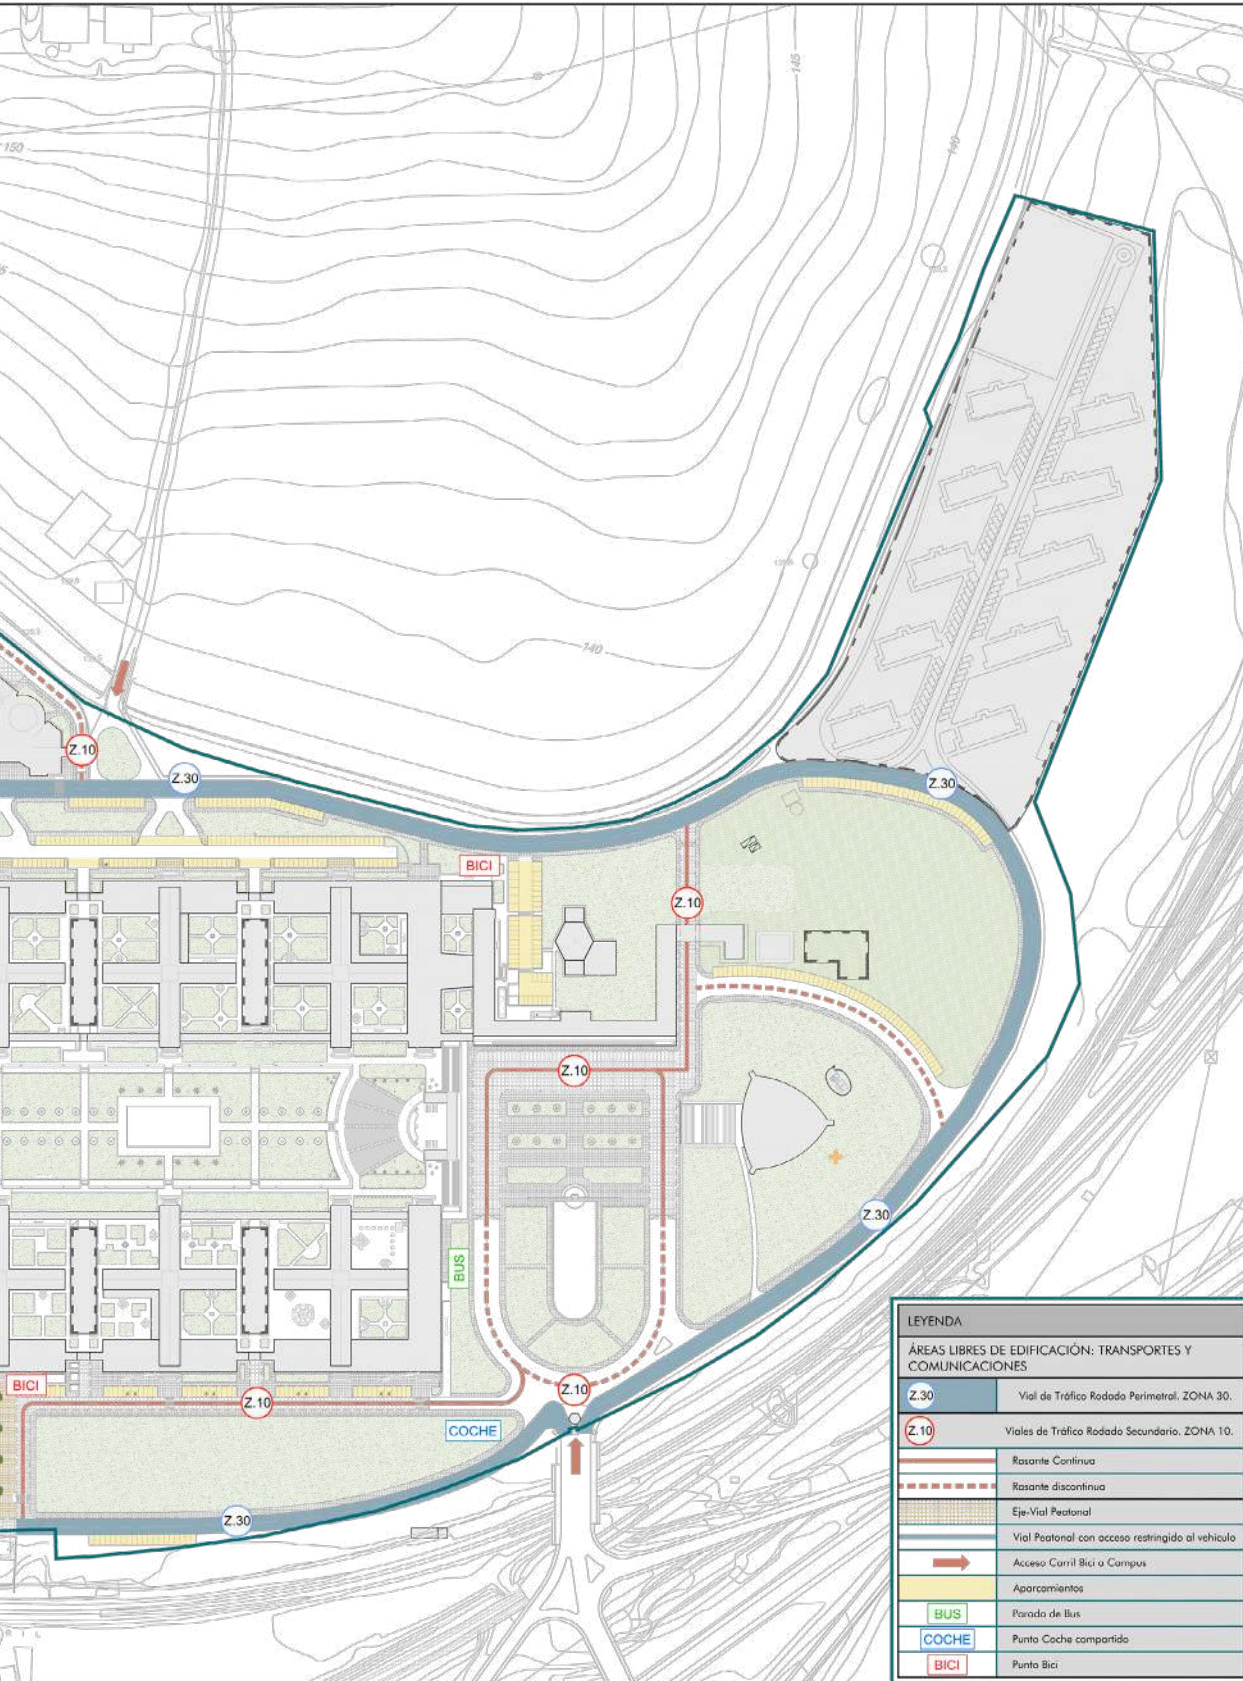 145
150
140
140
Z.10
Z.30
Z.30
BICI
Z.10
Z.10
Z.30
BUS
BICI
Z.10
Z.10
COCHE
Z.30
LEYENDA
ÁREAS LIBRES DE EDIFICACIÓN: TRANSPORTES Y
COMUNICACIONES
Z.30 Vial de Tráfico Rodado Perimetral. ZONA 30.
Z.10 Viales de Tráfico Rodado Secundario. ZONA 10.
Rasante Continua
Rasante discontinua
Eje-Vial Peatonal
Vial Peatonal con acceso restringido al vehículo
Acceso Carril Bici a Campus
Aparcamientos
BUS Parada de Bus
COCHE Punto Coche compartido
BICI Punto Bici